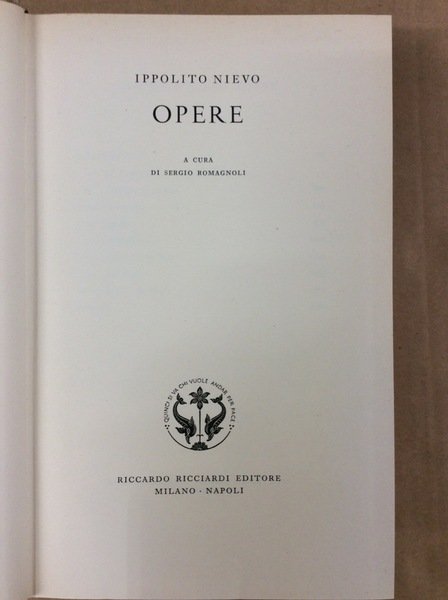 IPPOLITO NIEVO
OPERE
A CURA
DI SERGIO ROMAGNOLI
QUINCI SI VA CHI VUOLE ANDAR PER PACE
RICCARDO RICCIARDI EDITORE
MILANO · NAPOLI